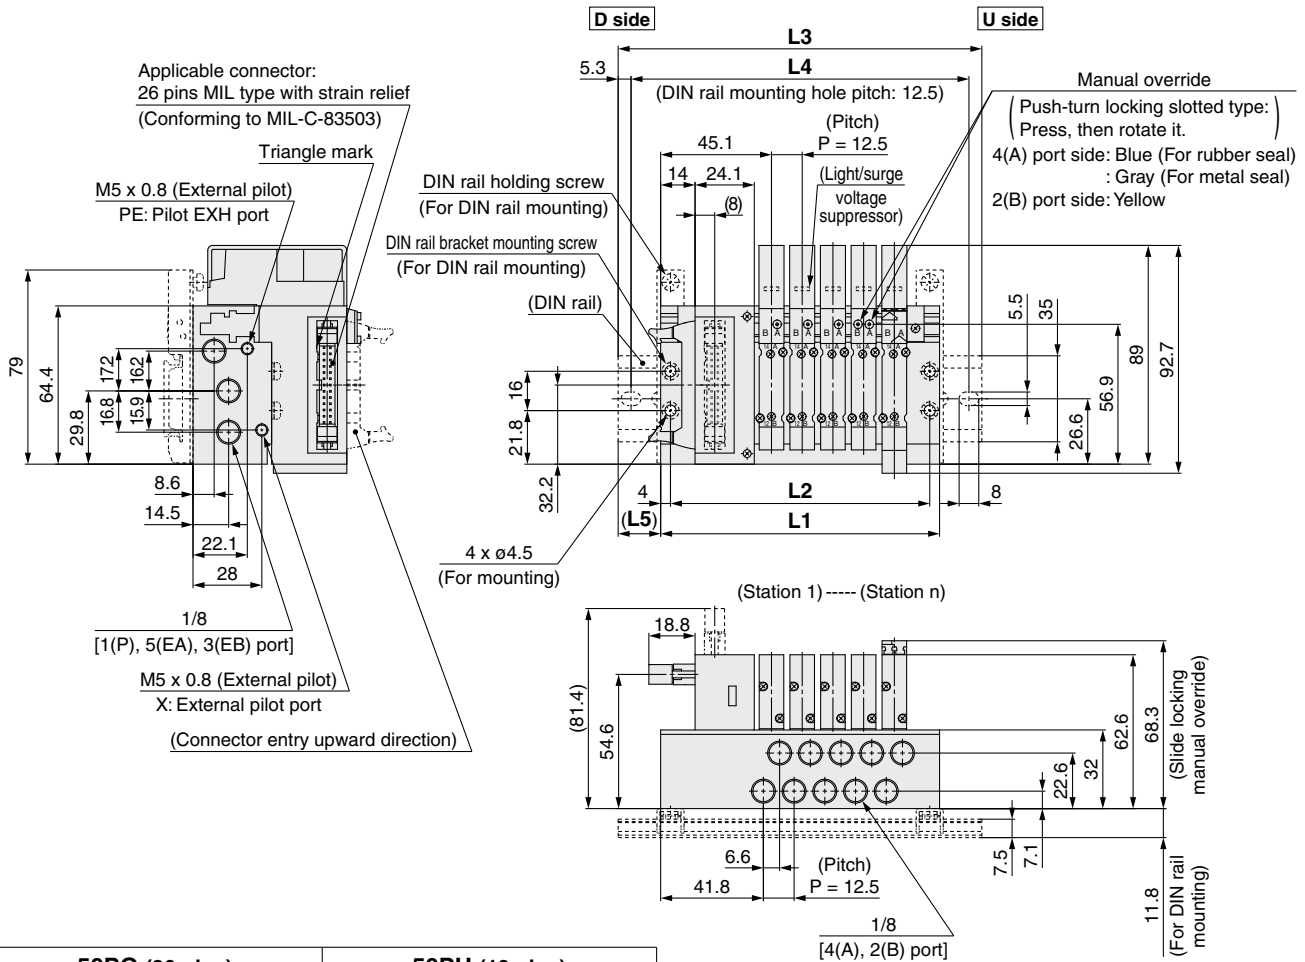 D side
U side
L3
5.3
L4
(DIN rail mounting hole pitch: 12.5)
Applicable connector:
26 pins MIL type with strain relief
(Conforming to MIL-C-83503)
Triangle mark
M5 x 0.8 (External pilot)
PE: Pilot EXH port
Manual override
(Push-turn locking slotted type:
Press, then rotate it.)
4(A) port side: Blue (For rubber seal)
: Gray (For metal seal)
2(B) port side: Yellow
(Pitch)
45.1
P = 12.5
14
24.1
(8)
(Light/surge
voltage
suppressor)
DIN rail holding screw
(For DIN rail mounting)
DIN rail bracket mounting screw
(For DIN rail mounting)
(DIN rail)
79
64.4
29.8
17.2
16.2
16.8
15.9
8.6
14.5
22.1
28
16
21.8
32.2
B A
B A
B A
B A
B A
14 A
14 A
14 A
14 A
14 A
12 B
12 B
12 B
12 B
12 B
5.5
35
89
92.7
56.9
26.6
4
L2
8
(L5)
L1
4 x ø4.5
(For mounting)
1/8
[1(P), 5(EA), 3(EB) port]
M5 x 0.8 (External pilot)
X: External pilot port
(Connector entry upward direction)
(Station 1) ----- (Station n)
18.8
(81.4)
54.6
22.6
32
62.6
68.3
(Slide locking
manual override)
7.5
7.1
11.8
(For DIN rail
mounting)
6.6
(Pitch)
41.8
P = 12.5
1/8
[4(A), 2(B) port]